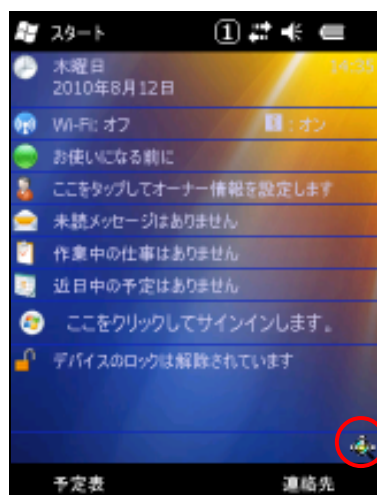 スタート 1
木曜日 14:35
2010年8月12日
Wi-Fi: オフ : オン
お使いになる前に
ここをタップしてオーナー情報を設定します
未読メッセージはありません
作業中の仕事はありません
近日中の予定はありません
ここをクリックしてサインインします。
デバイスのロックは解除されています
予定表 連絡先